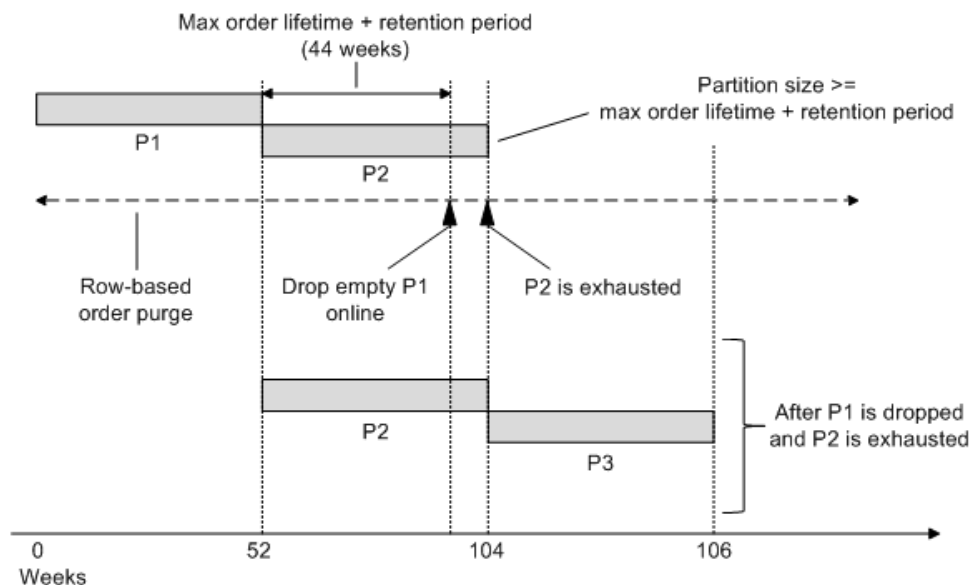 Max order lifetime + retention period
(44 weeks)
Partition size >=
max order lifetime + retention period
P1
P2
Row-based
order purge
Drop empty P1
online
P2 is exhausted
P2
P3
After P1 is dropped
and P2 is exhausted
0
52
104
106
Weeks